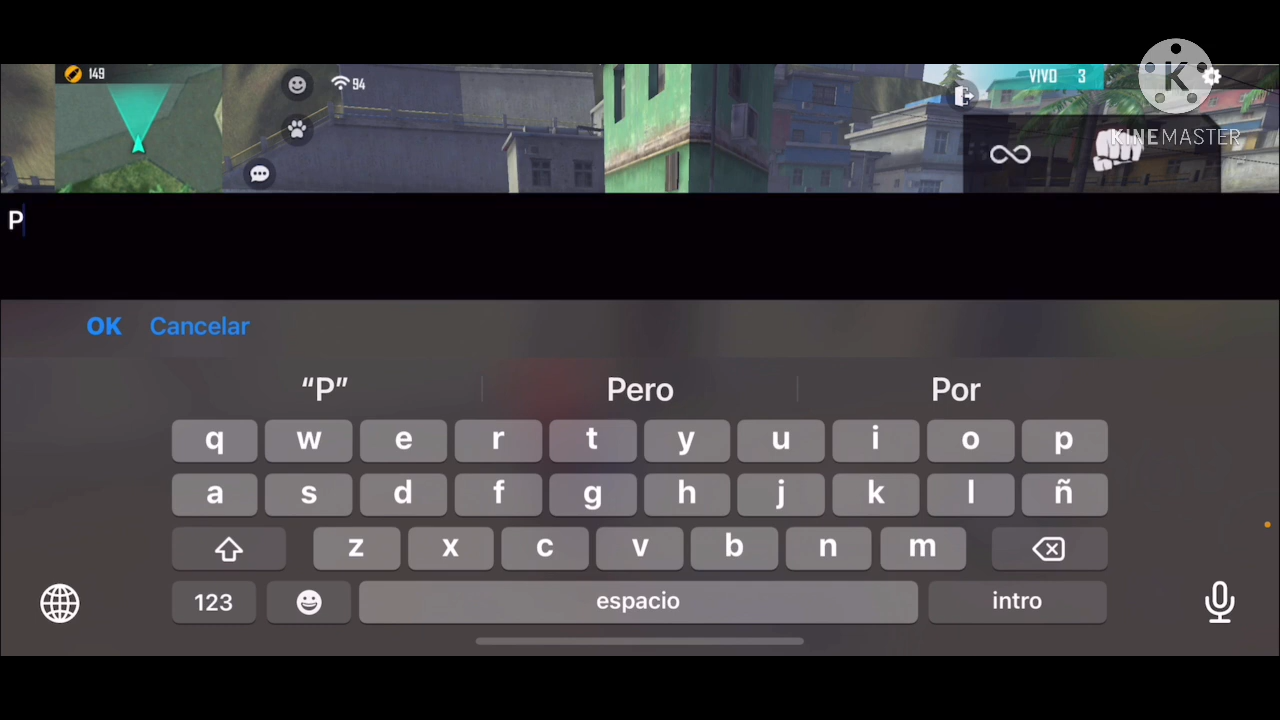 149
94
VIVO 3
K
KINEMASTER
P
OK Cancelar
“P” Pero Por
q w e r t y u i o p
a s d f g h j k l ñ
z x c v b n m
123 espacio intro